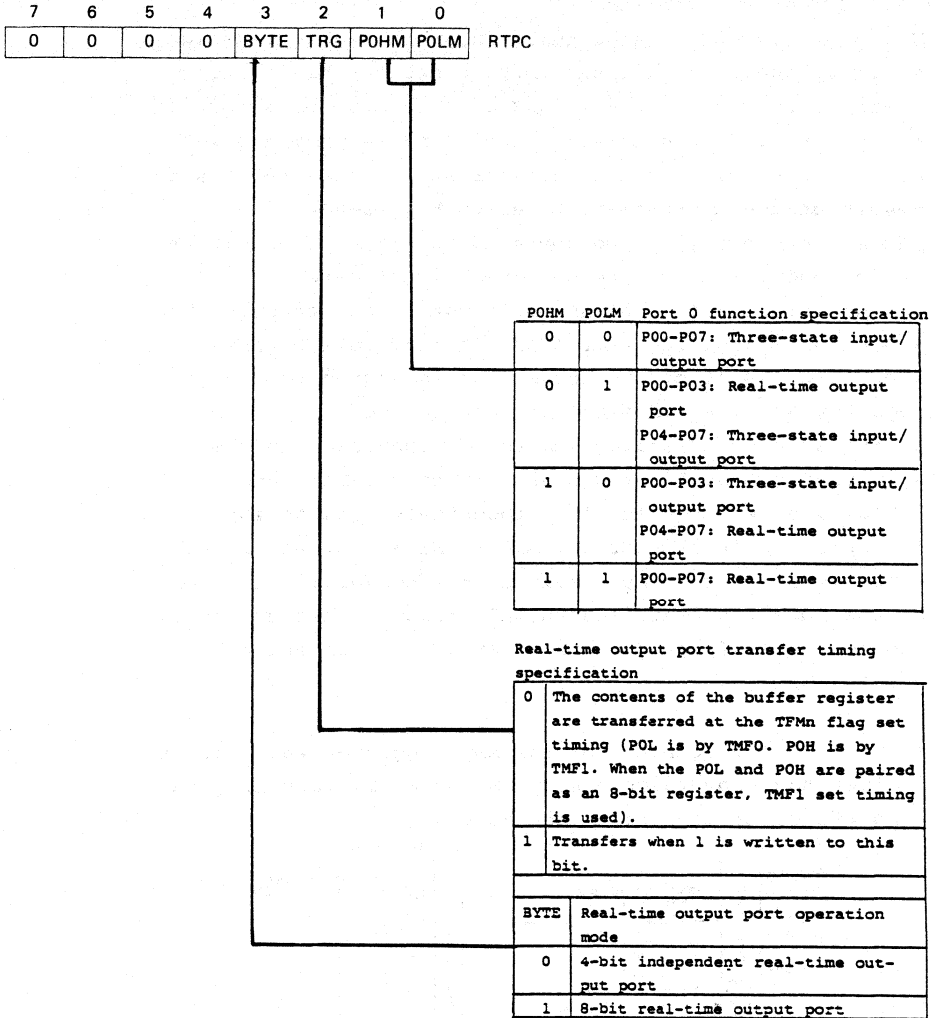 7 6 5 4 3 2 1 0
0 0 0 0 BYTE TRG P0HM P0LM RTPC
P0HM P0LM Port 0 function specification
0 0 P00-P07: Three-state input/
output port
0 1 P00-P03: Real-time output
port
P04-P07: Three-state input/
output port
1 0 P00-P03: Three-state input/
output port
P04-P07: Real-time output
port
1 1 P00-P07: Real-time output
port
Real-time output port transfer timing
specification
0 The contents of the buffer register
are transferred at the TFMn flag set
timing (P0L is by TMF0. P0H is by
TMF1. When the P0L and P0H are paired
as an 8-bit register, TMF1 set timing
is used).
1 Transfers when 1 is written to this
bit.
BYTE Real-time output port operation
mode
0 4-bit independent real-time out-
put port
1 8-bit real-time output port